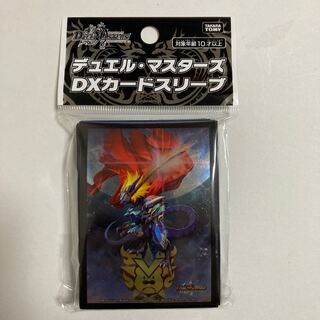 DUEL MASTERS
TAKARA TOMY
対象年齢10才以上
デュエル・マスターズ
DXカードスリーブ